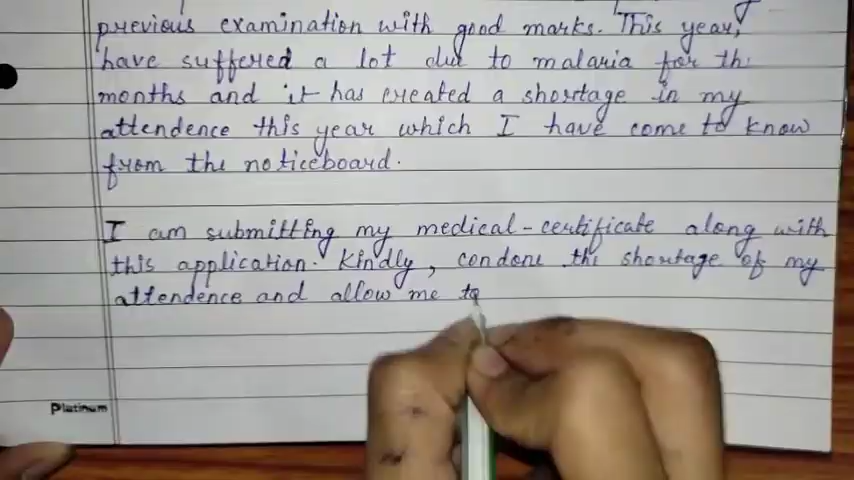 previous examination with good marks. This year,
have suffered a lot due to malaria for th
months and it has created a shortage in my
attendence this year which I have come to know
from the noticeboard.
I am submitting my medical-certificate along with
this application. Kindly, condone the shortage of my
attendence and allow me to
Platinum